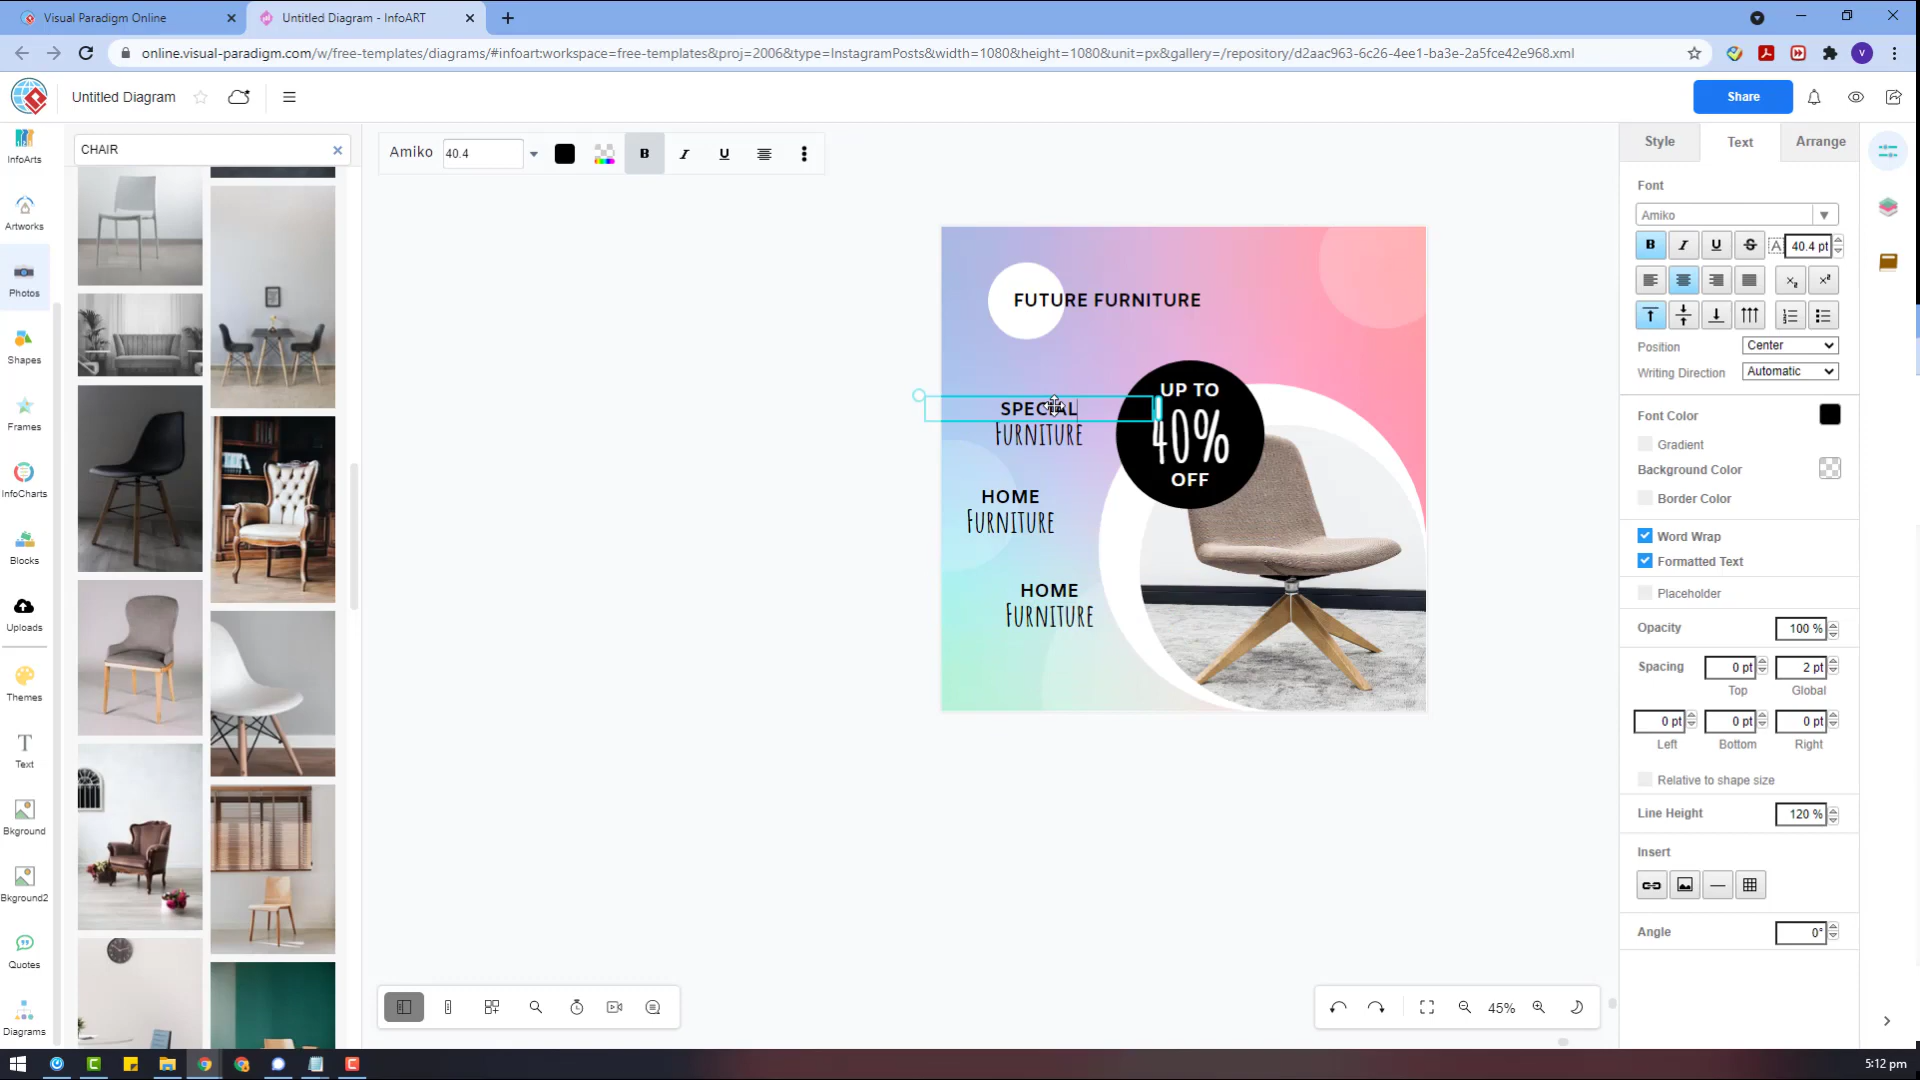 Visual Paradigm Online
Untitled Diagram - InfoART
online.visual-paradigm.com/w/free-templates/diagrams/#infoart:workspace=free-templates&proj=2006&type=InstagramPosts&width=1080&height=1080&unit=px&gallery=/repository/d2aac963-6c26-4ee1-ba3e-2a5fce42e968.xml
V
Untitled Diagram
Share
InfoArts
Artworks
Photos
Shapes
Frames
InfoCharts
Blocks
Uploads
Themes
Text
Bkground
Bkground2
Quotes
Diagrams
CHAIR
Amiko
40.4
B
I
U
FUTURE FURNITURE
UP TO
40%
OFF
SPECIAL
FURNITURE
HOME
FURNITURE
HOME
FURNITURE
45%
Style
Text
Arrange
Font
Amiko
B
I
U
S
A
40.4 pt
Position
Center
Writing Direction
Automatic
Font Color
Gradient
Background Color
Border Color
Word Wrap
Formatted Text
Placeholder
Opacity
100 %
Spacing
0 pt
2 pt
Top
Global
0 pt
0 pt
0 pt
Left
Bottom
Right
Relative to shape size
Line Height
120 %
Insert
Angle
0°
5:12 pm